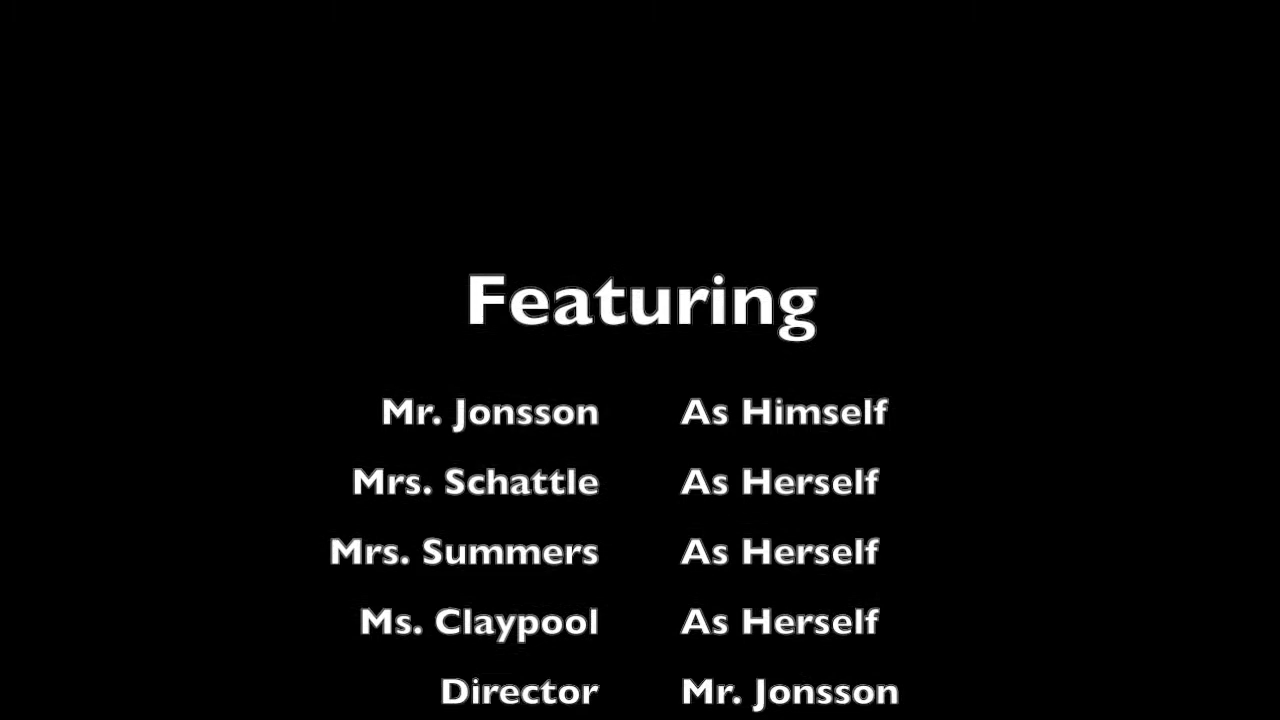 Featuring
Mr. Jonsson As Himself
Mrs. Schattle As Herself
Mrs. Summers As Herself
Ms. Claypool As Herself
Director Mr. Jonsson